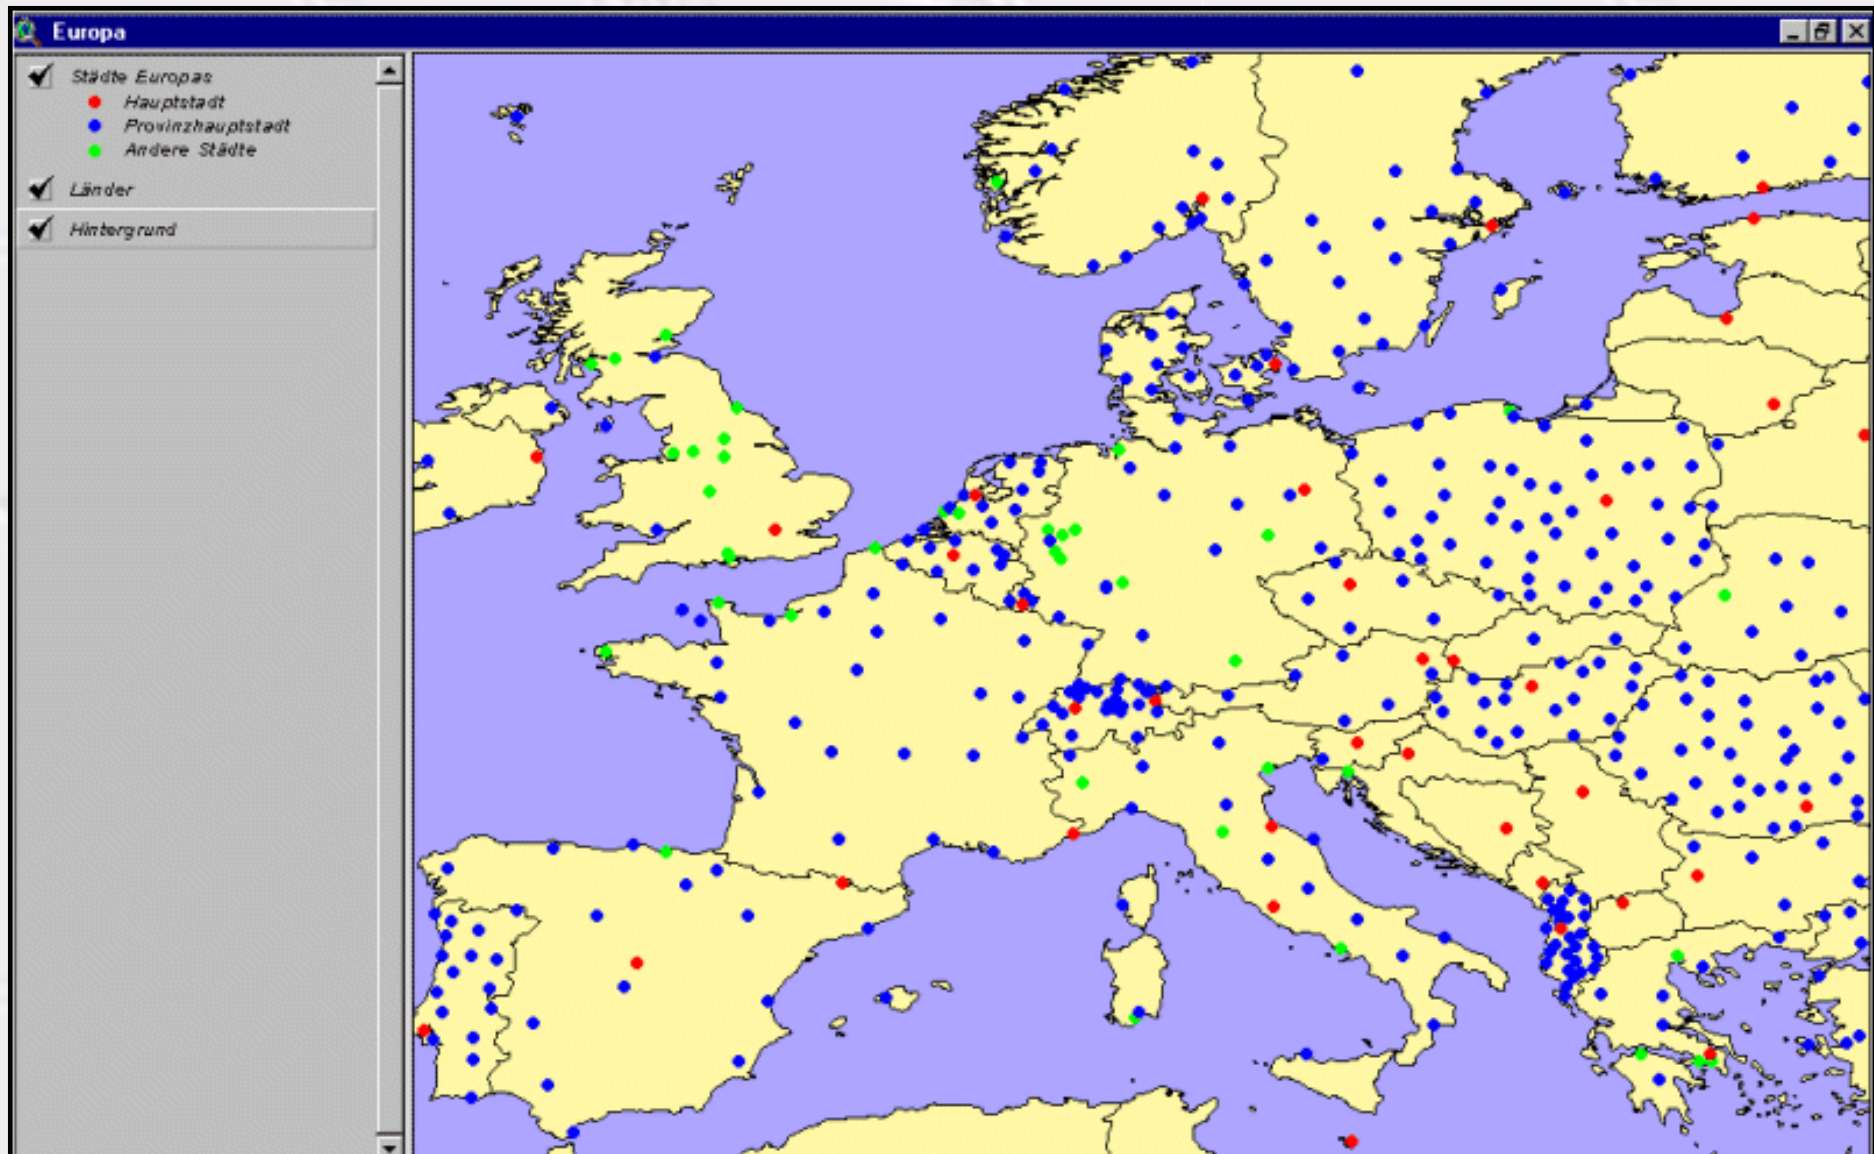 Europa
Städte Europas
Hauptstadt
Provinzhauptstadt
Andere Städte
Länder
Hintergrund